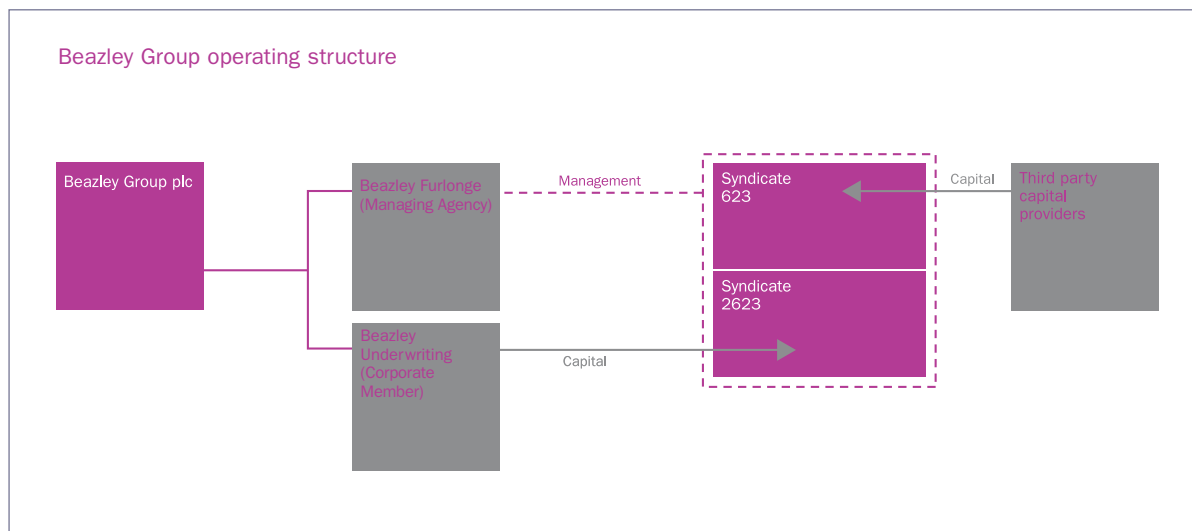 Beazley Group operating structure
Beazley Group plc
Beazley Furlonge
(Managing Agency)
Management
Syndicate
623
Capital
Third party
capital
providers
Syndicate
2623
Beazley
Underwriting
(Corporate
Member)
Capital